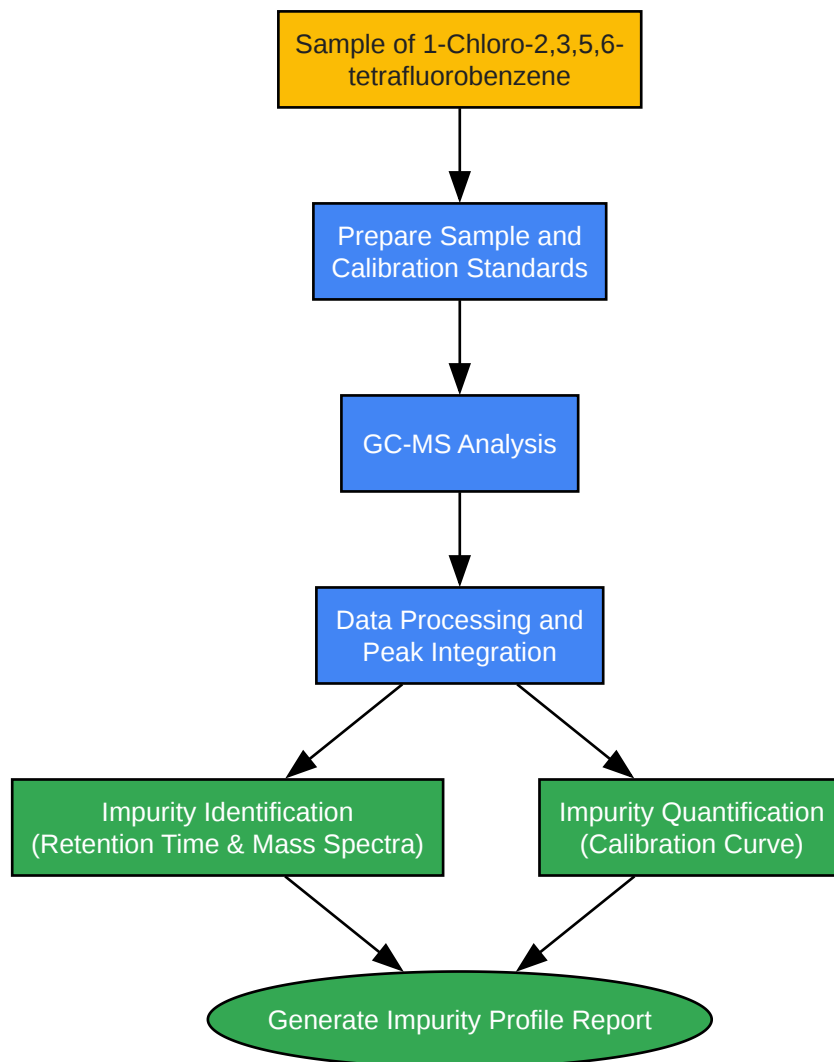 Sample of 1-Chloro-2,3,5,6-
tetrafluorobenzene
Prepare Sample and
Calibration Standards
GC-MS Analysis
Data Processing and
Peak Integration
Impurity Identification
(Retention Time & Mass Spectra)
Impurity Quantification
(Calibration Curve)
Generate Impurity Profile Report